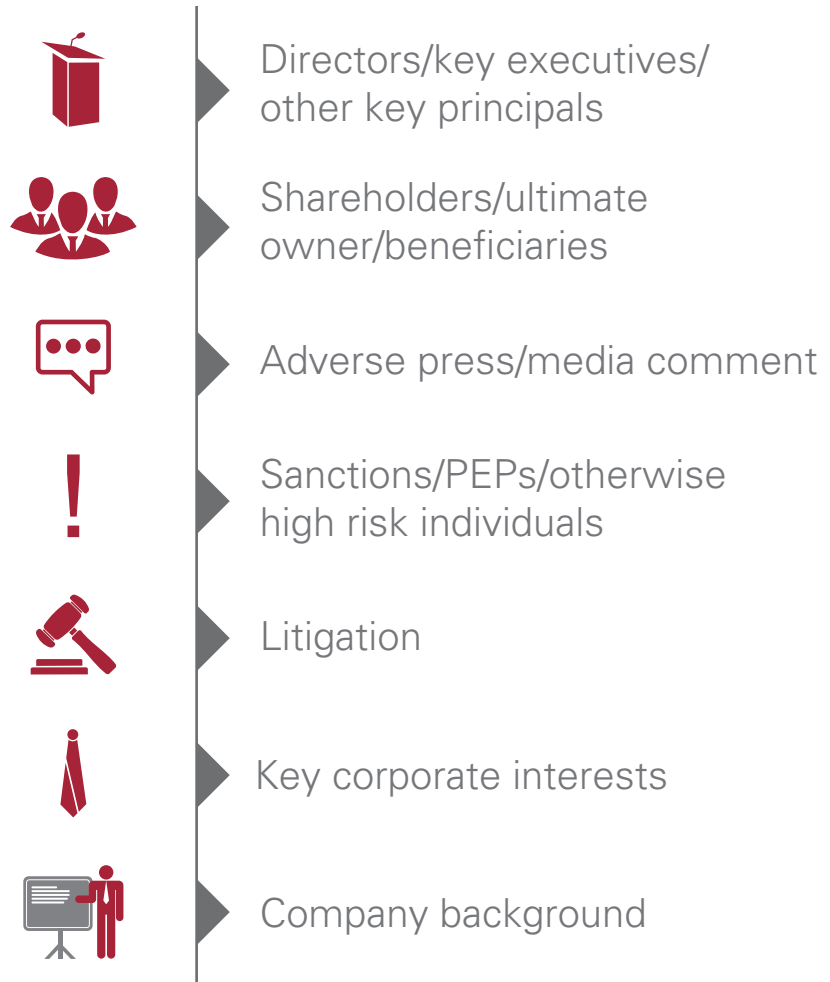 Directors/key executives/
other key principals
Shareholders/ultimate
owner/beneficiaries
Adverse press/media comment
Sanctions/PEPs/otherwise
high risk individuals
Litigation
Key corporate interests
Company background